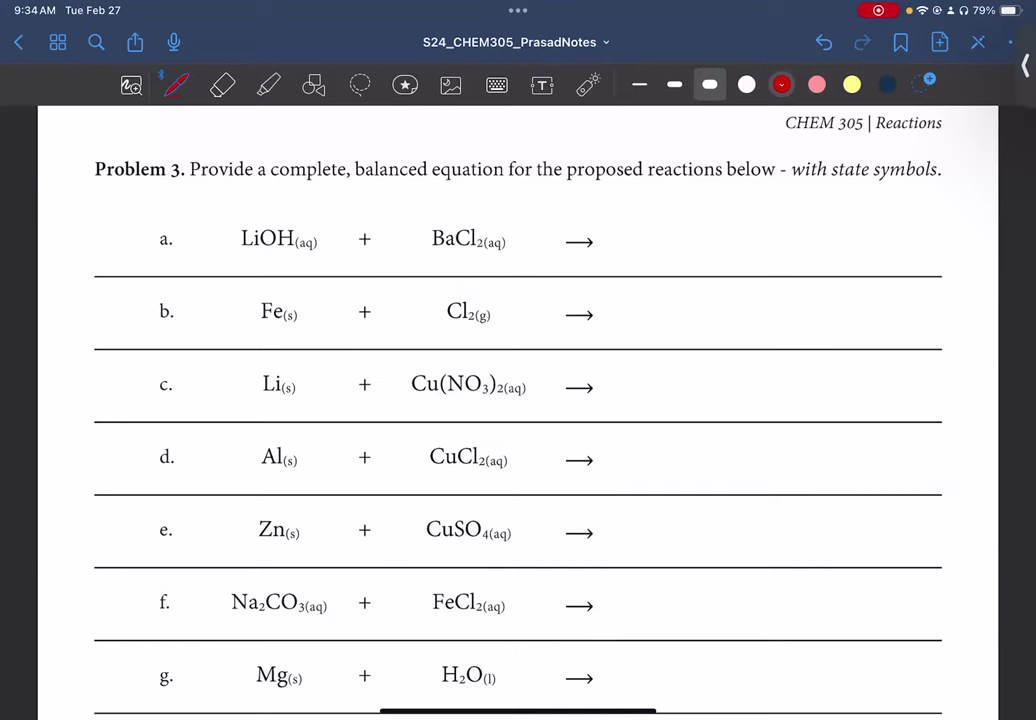 9:34 AM Tue Feb 27 79%
S24_CHEM305_PrasadNotes
CHEM 305 | Reactions
Problem 3. Provide a complete, balanced equation for the proposed reactions below - with state symbols.
a. LiOH(aq) + BaCl₂(aq) ⟶
b. Fe(s) + Cl₂(g) ⟶
c. Li(s) + Cu(NO₃)₂(aq) ⟶
d. Al(s) + CuCl₂(aq) ⟶
e. Zn(s) + CuSO₄(aq) ⟶
f. Na₂CO₃(aq) + FeCl₂(aq) ⟶
g. Mg(s) + H₂O(l) ⟶